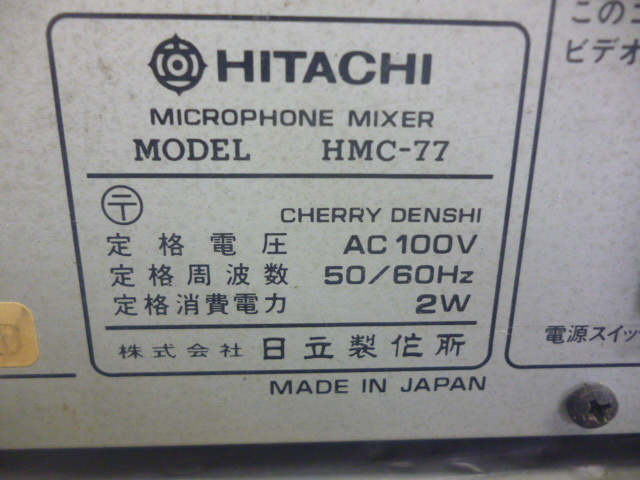 HITACHI
MICROPHONE MIXER
MODEL HMC-77
〒 CHERRY DENSHI
定格電圧 AC 100V
定格周波数 50/60Hz
定格消費電力 2W
株式会社 日立製作所
MADE IN JAPAN
この
ビデオ
電源スイッ